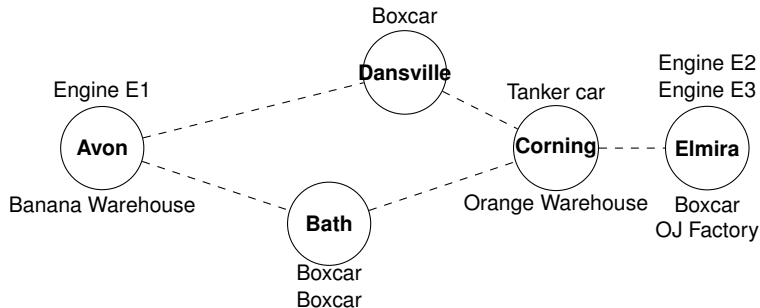 Boxcar
Dansville
Engine E1
Avon
Banana Warehouse
Bath
Boxcar
Boxcar
Tanker car
Corning
Orange Warehouse
Engine E2
Engine E3
Elmira
Boxcar
OJ Factory